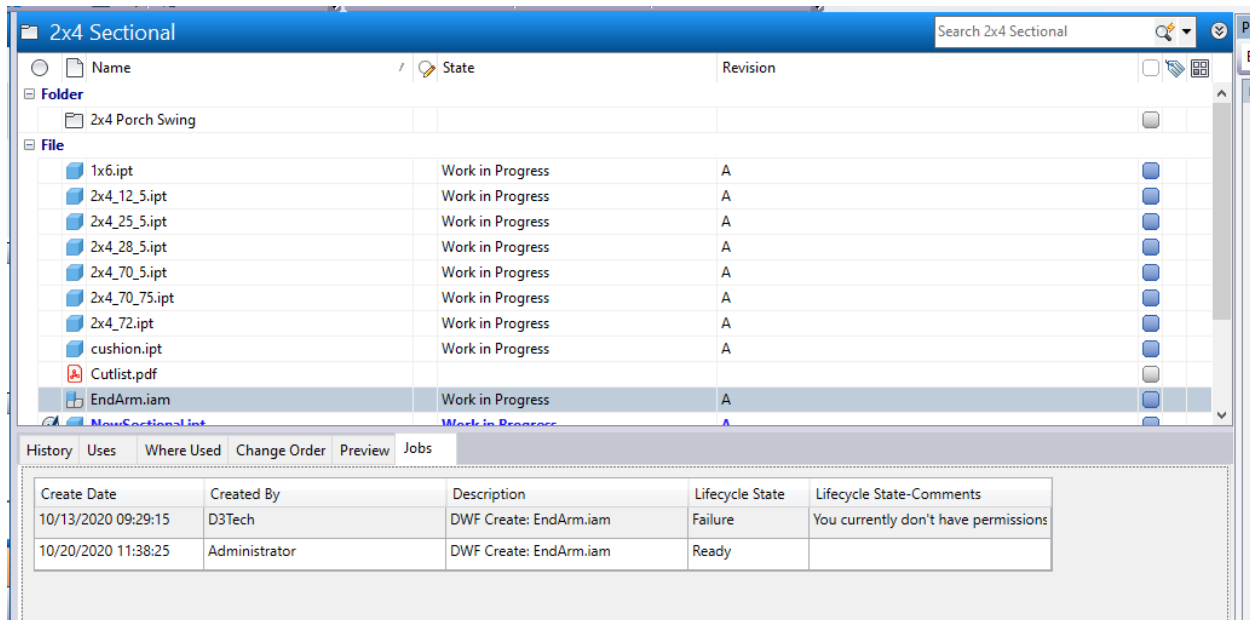 2x4 Sectional Search 2x4 Sectional P
Name / State Revision
Folder
2x4 Porch Swing
File
1x6.ipt Work in Progress A
2x4_12_5.ipt Work in Progress A
2x4_25_5.ipt Work in Progress A
2x4_28_5.ipt Work in Progress A
2x4_70_5.ipt Work in Progress A
2x4_70_75.ipt Work in Progress A
2x4_72.ipt Work in Progress A
cushion.ipt Work in Progress A
Cutlist.pdf
EndArm.iam Work in Progress A
NewSectional.ipt Work in Progress A
History Uses Where Used Change Order Preview Jobs
Create Date Created By Description Lifecycle State Lifecycle State-Comments
10/13/2020 09:29:15 D3Tech DWF Create: EndArm.iam Failure You currently don't have permissions
10/20/2020 11:38:25 Administrator DWF Create: EndArm.iam Ready